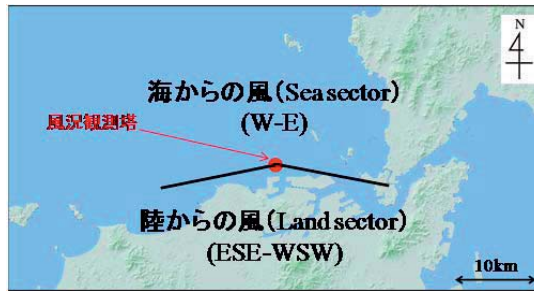 N
海からの風(Sea sector)
(W-E)
風況観測塔
陸からの風(Land sector)
(ESE-WSW)
10km